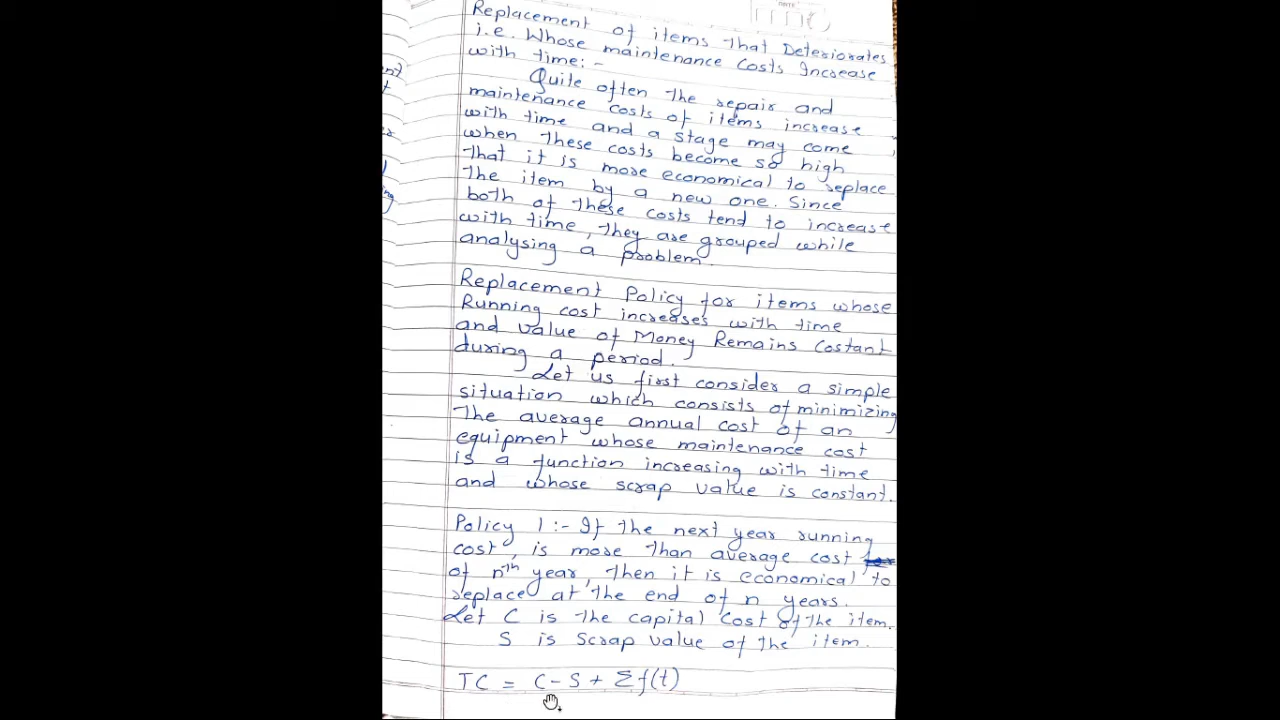 DATE
Replacement of items that Deteriorates
i.e. Whose maintenance Costs Increase
with time:-
Quite often the repair and
maintenance costs of items increase
with time and a stage may come
when these costs become so high
that it is more economical to replace
the item by a new one. Since
both of these costs tend to increase
with time, they are grouped while
analysing a problem.
Replacement Policy for items whose
Running cost increases with time
and value of Money Remains Costant
during a period.
Let us first consider a simple
situation which consists of minimizing
the average annual cost of an
equipment whose maintenance cost
is a function increasing with time
and whose scrap value is constant.
Policy 1:- If the next year running
cost, is more than average cost
of nth year, then it is economical to
replace at the end of n years.
Let C is the capital cost of the item.
S is scrap value of the item.
TC = C-S + Σf(t)